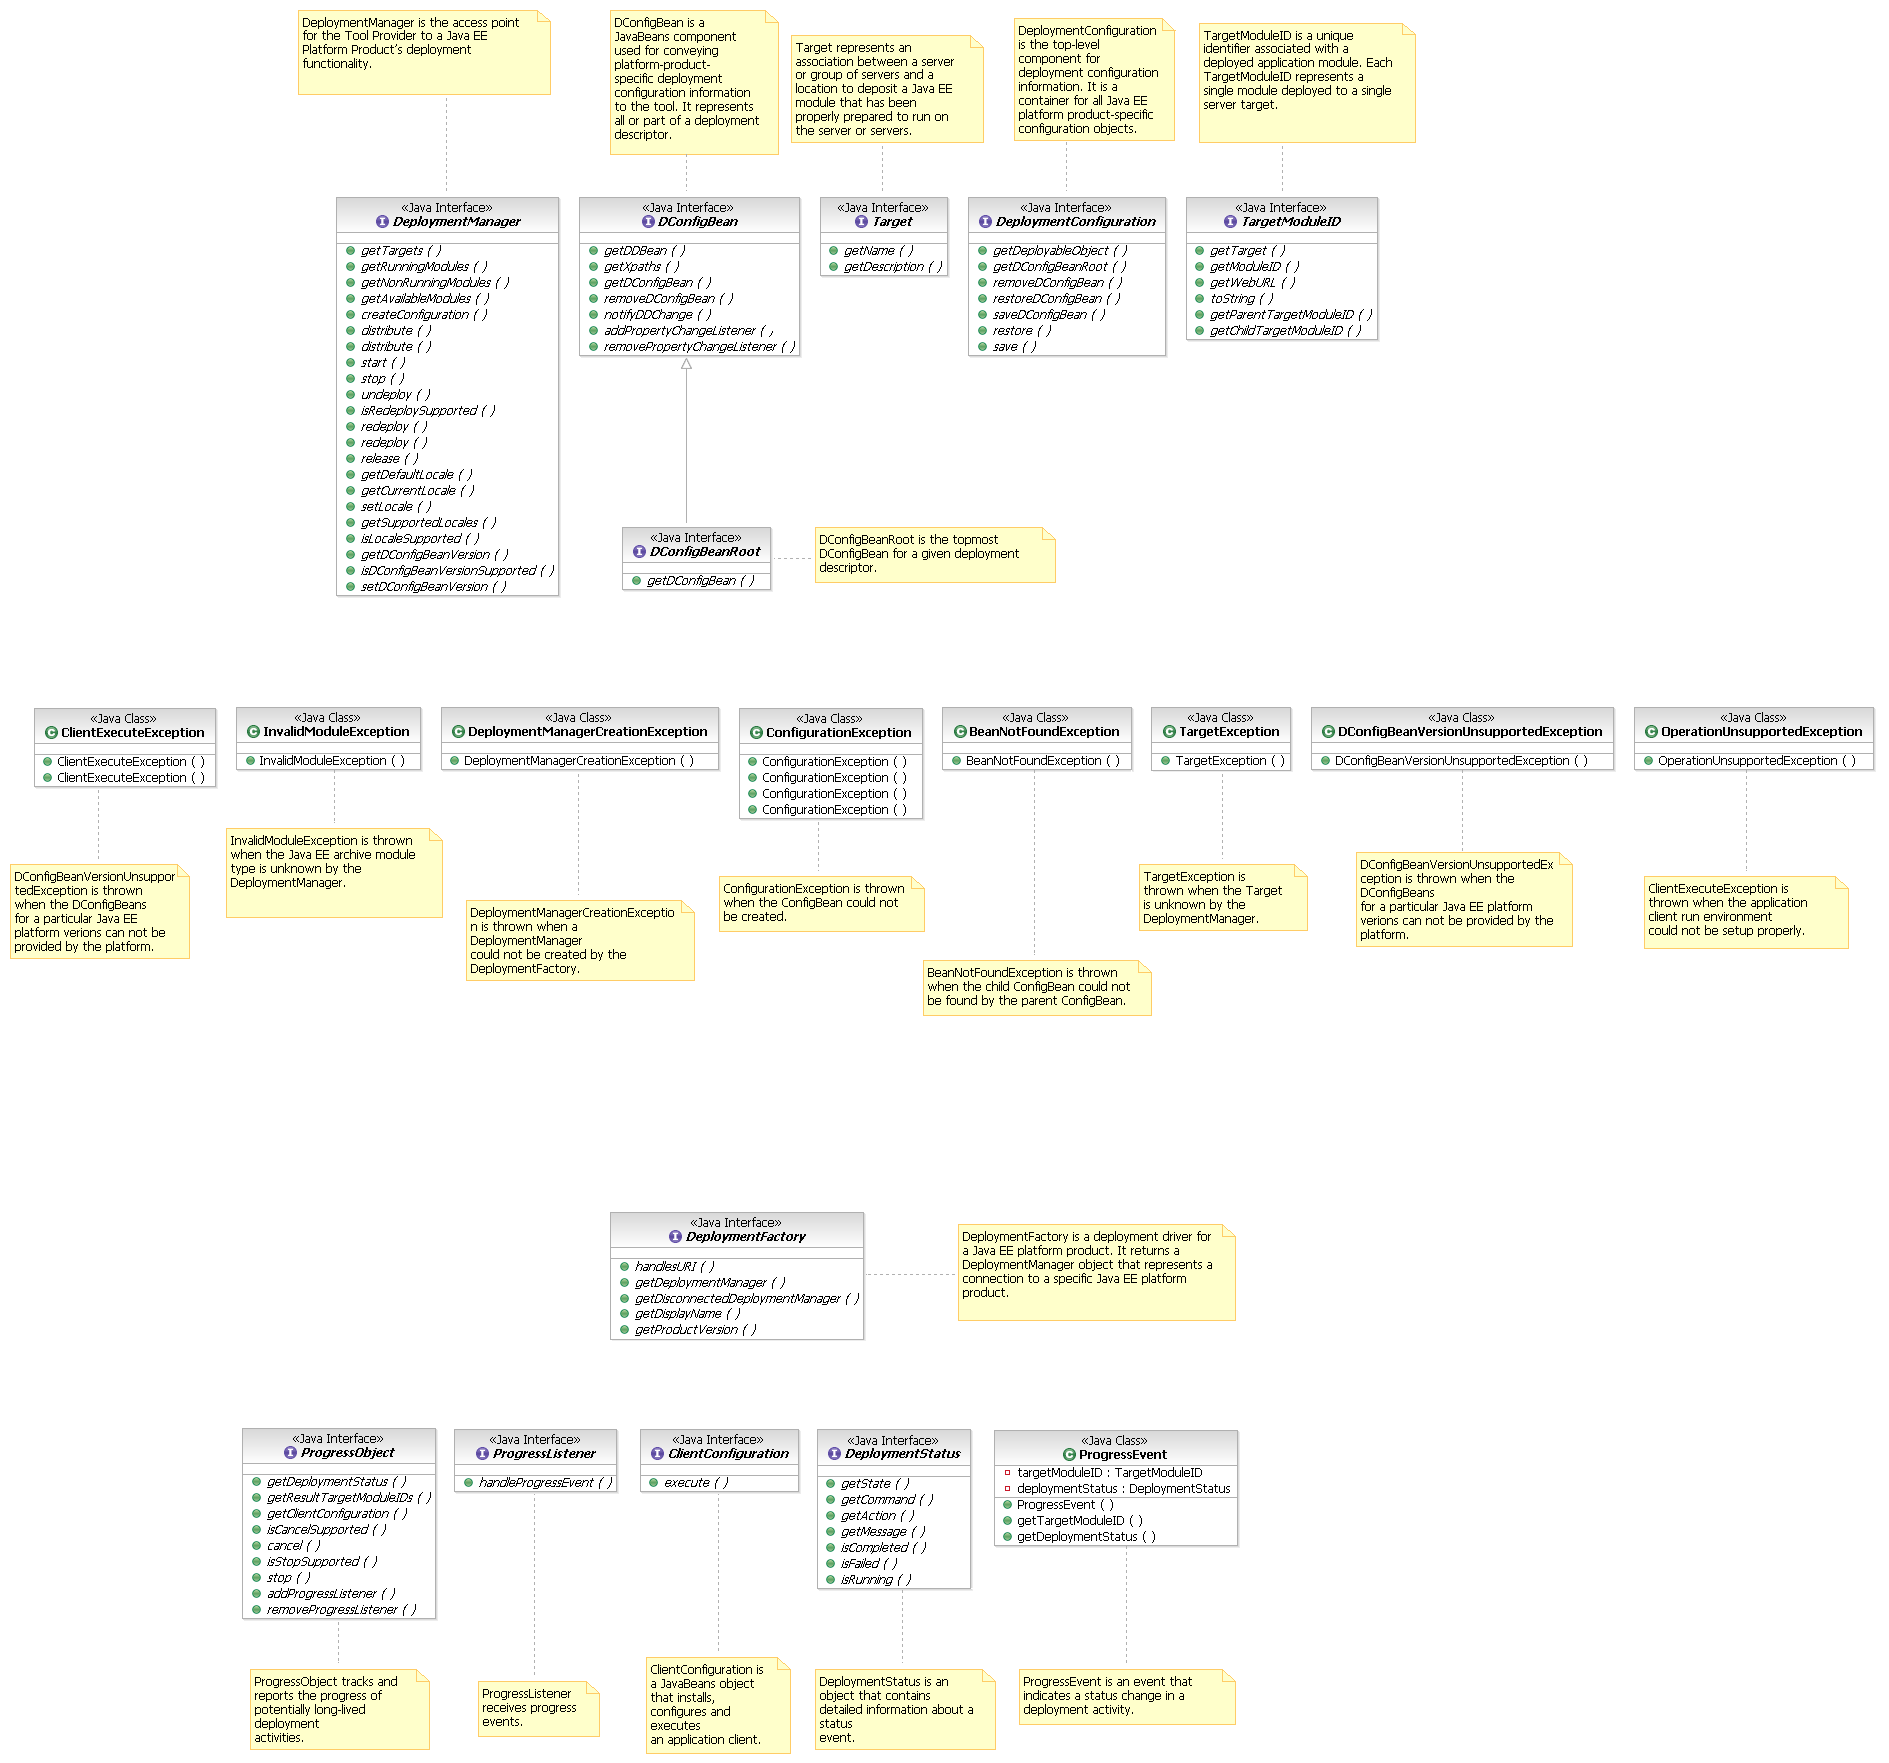 DeploymentManager is the access point
for the Tool Provider to a Java EE
Platform Product's deployment
functionality.
DConfigBean is a
JavaBeans component
used for conveying
platform-product-
specific deployment
configuration information
to the tool. It represents
all or part of a deployment
descriptor.
Target represents an
association between a server
or group of servers and a
location to deposit a Java EE
module that has been
properly prepared to run on
the server or servers.
DeploymentConfiguration
is the top-level
component for
deployment configuration
information. It is a
container for all Java EE
platform product-specific
configuration objects.
TargetModuleID is a unique
identifier associated with a
deployed application module. Each
TargetModuleID represents a
single module deployed to a single
server target.
«Java Interface»
DeploymentManager
getTargets ( )
getRunningModules ( )
getNonRunningModules ( )
getAvailableModules ( )
createConfiguration ( )
distribute ( )
distribute ( )
start ( )
stop ( )
undeploy ( )
isRedeploySupported ( )
redeploy ( )
redeploy ( )
release ( )
getDefaultLocale ( )
getCurrentLocale ( )
setLocale ( )
getSupportedLocales ( )
isLocaleSupported ( )
getDConfigBeanVersion ( )
isDConfigBeanVersionSupported ( )
setDConfigBeanVersion ( )
«Java Interface»
DConfigBean
getDDBean ( )
getXpaths ( )
getDConfigBean ( )
removeDConfigBean ( )
notifyDDChange ( )
addPropertyChangeListener ( )
removePropertyChangeListener ( )
«Java Interface»
Target
getName ( )
getDescription ( )
«Java Interface»
DeploymentConfiguration
getDeployableObject ( )
getDConfigBeanRoot ( )
removeDConfigBean ( )
restoreDConfigBean ( )
saveDConfigBean ( )
restore ( )
save ( )
«Java Interface»
TargetModuleID
getTarget ( )
getModuleID ( )
getWebURL ( )
toString ( )
getParentTargetModuleID ( )
getChildTargetModuleID ( )
«Java Interface»
DConfigBeanRoot
getDConfigBean ( )
DConfigBeanRoot is the topmost
DConfigBean for a given deployment
descriptor.
«Java Class»
ClientExecuteException
ClientExecuteException ( )
ClientExecuteException ( )
«Java Class»
InvalidModuleException
InvalidModuleException ( )
«Java Class»
DeploymentManagerCreationException
DeploymentManagerCreationException ( )
«Java Class»
ConfigurationException
ConfigurationException ( )
ConfigurationException ( )
ConfigurationException ( )
ConfigurationException ( )
«Java Class»
BeanNotFoundException
BeanNotFoundException ( )
«Java Class»
TargetException
TargetException ( )
«Java Class»
DConfigBeanVersionUnsupportedException
DConfigBeanVersionUnsupportedException ( )
«Java Class»
OperationUnsupportedException
OperationUnsupportedException ( )
DConfigBeanVersionUnsuppor
tedException is thrown
when the DConfigBeans
for a particular Java EE
platform verions can not be
provided by the platform.
InvalidModuleException is thrown
when the Java EE archive module
type is unknown by the
DeploymentManager.
DeploymentManagerCreationExceptio
n is thrown when a
DeploymentManager
could not be created by the
DeploymentFactory.
ConfigurationException is thrown
when the ConfigBean could not
be created.
BeanNotFoundException is thrown
when the child ConfigBean could not
be found by the parent ConfigBean.
TargetException is
thrown when the Target
is unknown by the
DeploymentManager.
DConfigBeanVersionUnsupportedEx
ception is thrown when the
DConfigBeans
for a particular Java EE platform
verions can not be provided by the
platform.
ClientExecuteException is
thrown when the application
client run environment
could not be setup properly.
«Java Interface»
DeploymentFactory
handlesURI ( )
getDeploymentManager ( )
getDisconnectedDeploymentManager ( )
getDisplayName ( )
getProductVersion ( )
DeploymentFactory is a deployment driver for
a Java EE platform product. It returns a
DeploymentManager object that represents a
connection to a specific Java EE platform
product.
«Java Interface»
ProgressObject
getDeploymentStatus ( )
getResultTargetModuleIDs ( )
getClientConfiguration ( )
isCancelSupported ( )
cancel ( )
isStopSupported ( )
stop ( )
addProgressListener ( )
removeProgressListener ( )
«Java Interface»
ProgressListener
handleProgressEvent ( )
«Java Interface»
ClientConfiguration
execute ( )
«Java Interface»
DeploymentStatus
getState ( )
getCommand ( )
getAction ( )
getMessage ( )
isCompleted ( )
isFailed ( )
isRunning ( )
«Java Class»
ProgressEvent
targetModuleID : TargetModuleID
deploymentStatus : DeploymentStatus
ProgressEvent ( )
getTargetModuleID ( )
getDeploymentStatus ( )
ProgressObject tracks and
reports the progress of
potentially long-lived
deployment
activities.
ProgressListener
receives progress
events.
ClientConfiguration is
a JavaBeans object
that installs,
configures and
executes
an application client.
DeploymentStatus is an
object that contains
detailed information about a
status
event.
ProgressEvent is an event that
indicates a status change in a
deployment activity.